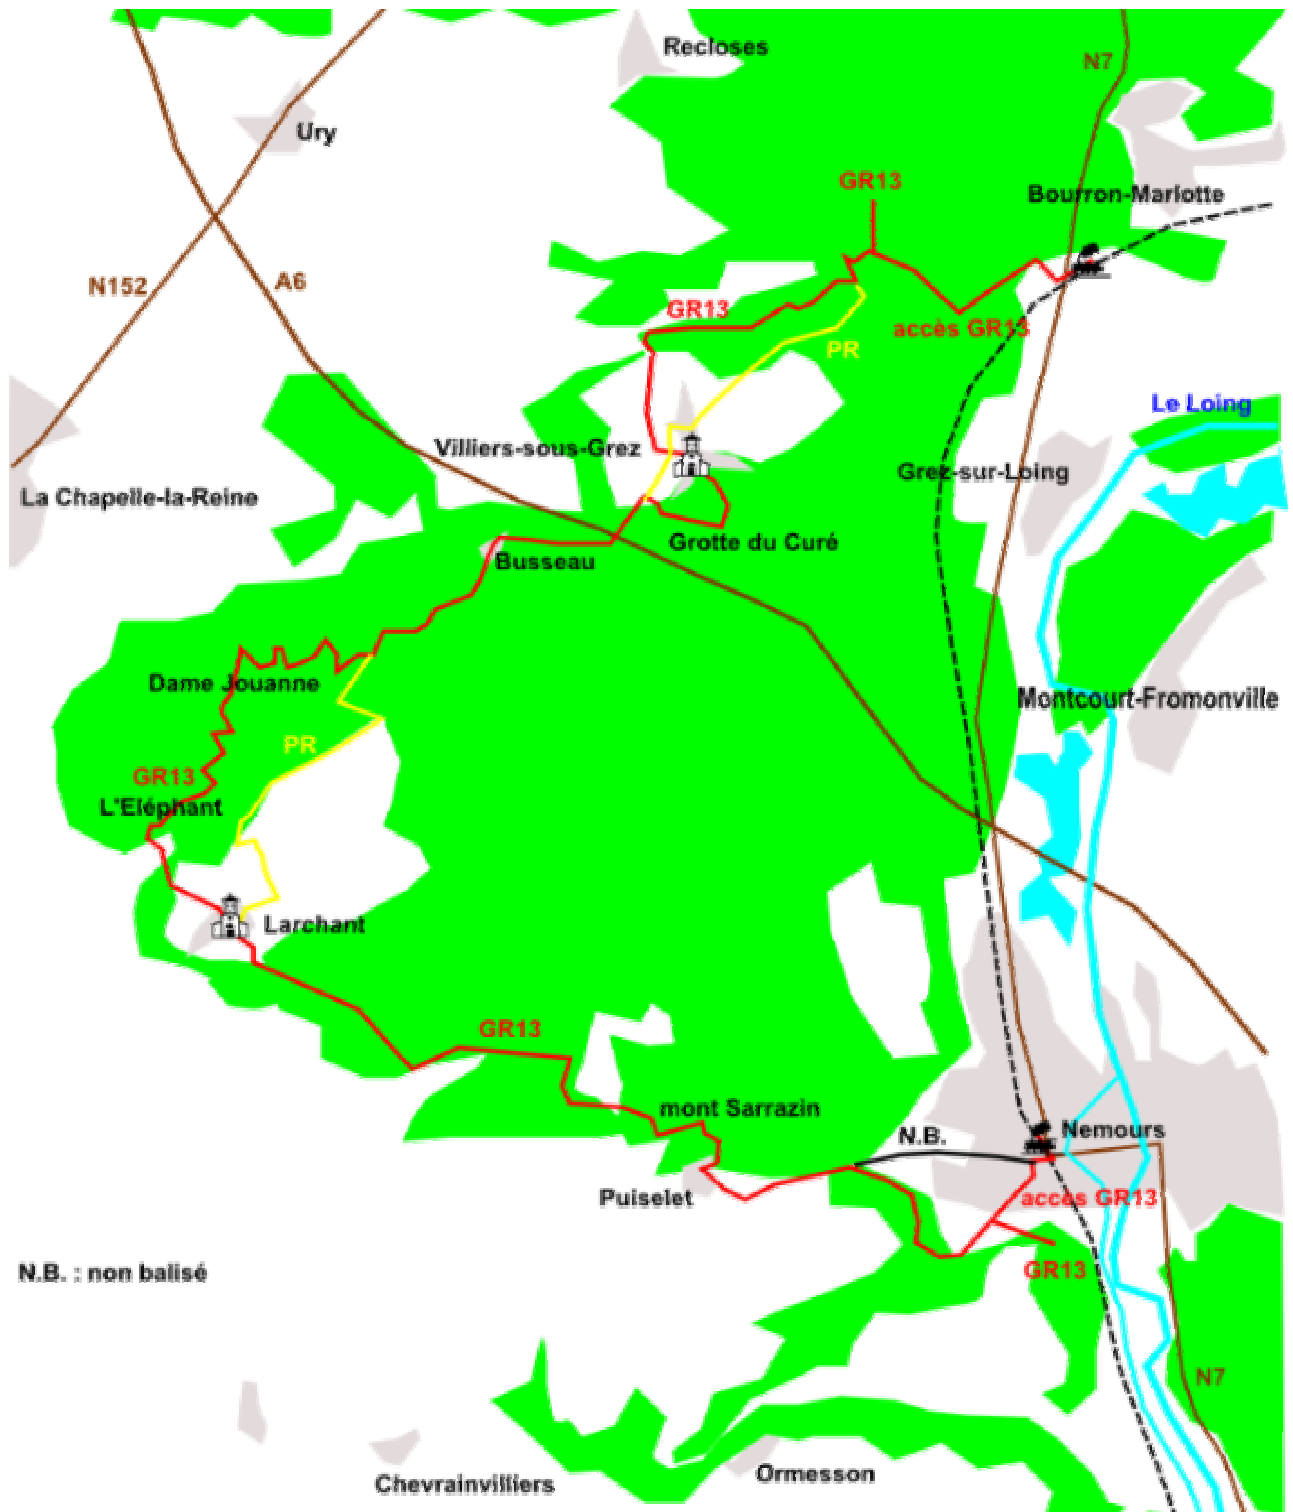 Recloses
N7
Ury
GR13
Bourron-Marlotte
N152
A6
GR13
accès GR13
PR
Le Loing
Villiers-sous-Grez
Grez-sur-Loing
La Chapelle-la-Reine
Grotte du Curé
Busseau
Dame Jouanne
Montcourt-Fromonville
PR
GR13
L'Eléphant
Larchant
GR13
mont Sarrazin
N.B.
Nemours
Puiselet
accès GR13
GR13
N.B. : non balisé
N7
Ormesson
Chevrainvilliers